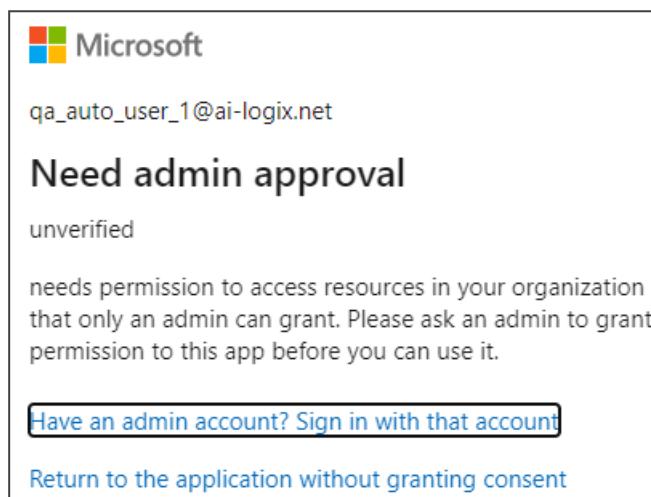 Microsoft
qa_auto_user_1@ai-logix.net
Need admin approval
unverified
needs permission to access resources in your organization
that only an admin can grant. Please ask an admin to grant
permission to this app before you can use it.
Have an admin account? Sign in with that account
Return to the application without granting consent